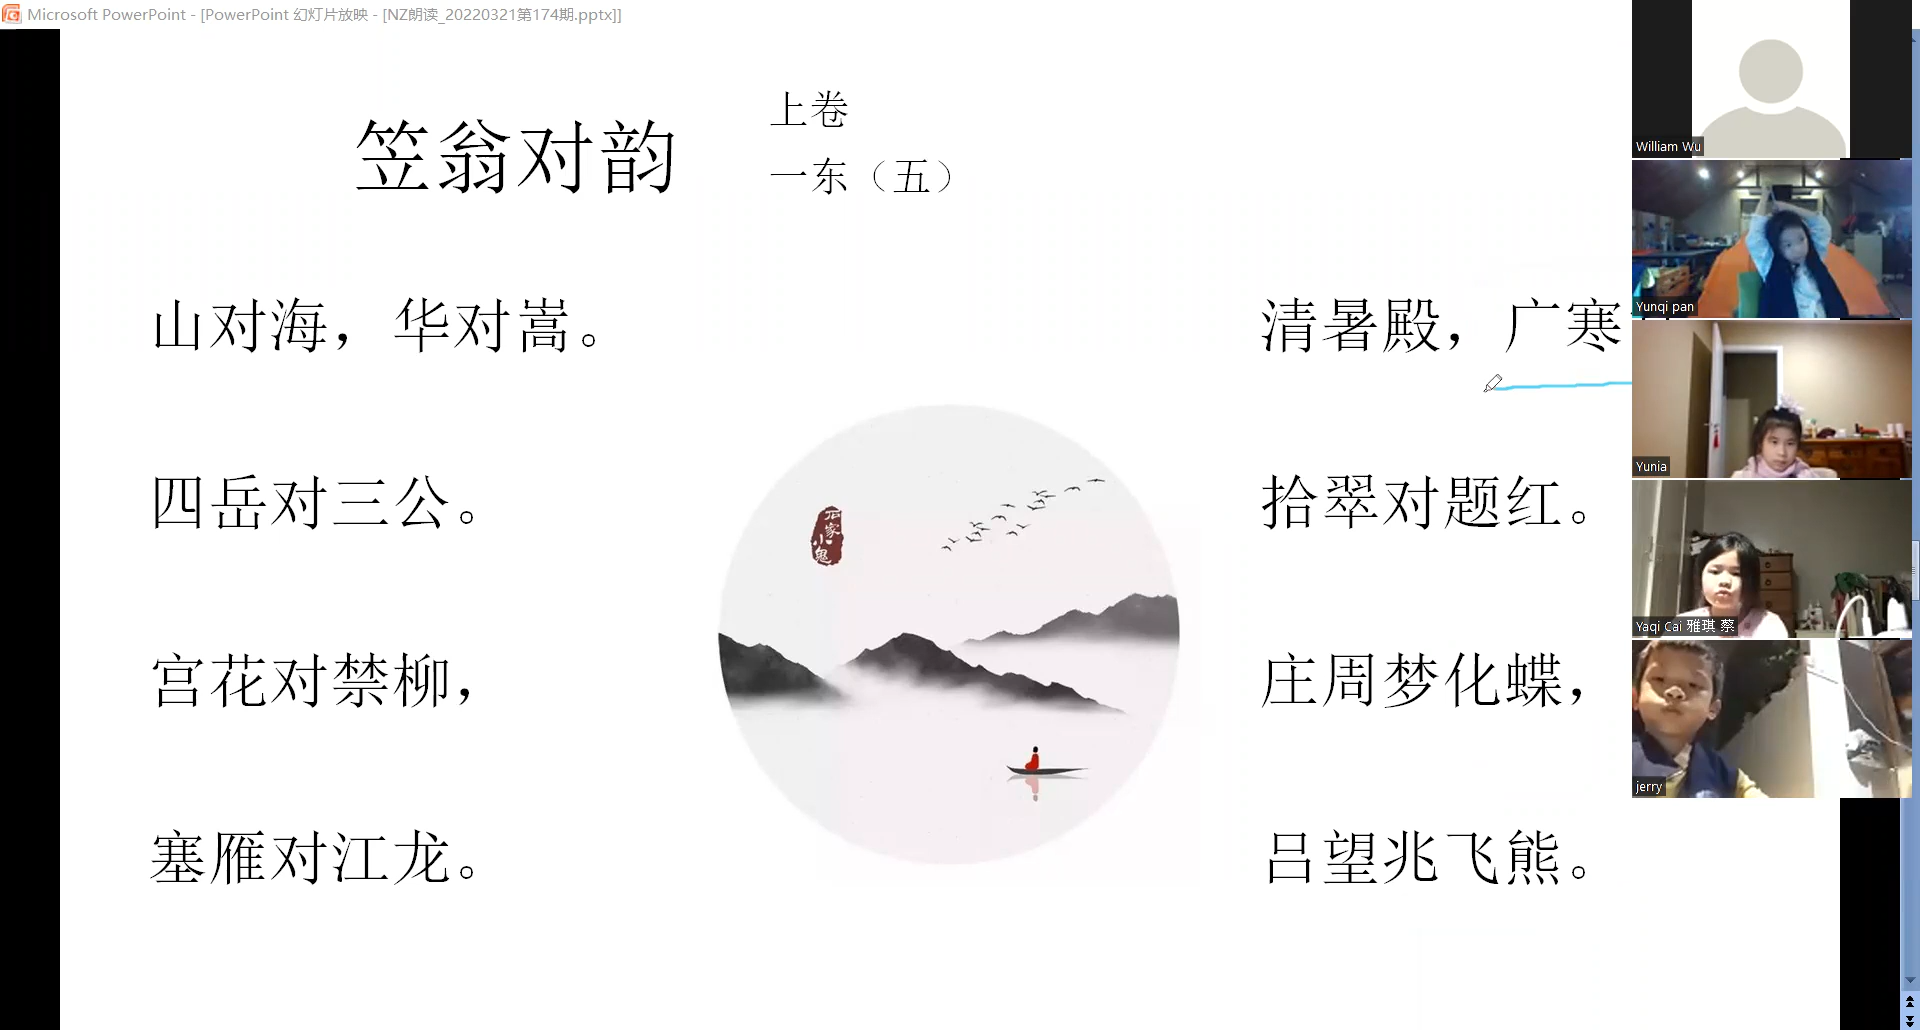 Microsoft PowerPoint - [PowerPoint 幻灯片放映 - [NZ朗读_20220321第174期.pptx]]
笠翁对韵
上卷
一东（五）
山对海，华对嵩。
四岳对三公。
宫花对禁柳，
塞雁对江龙。
清暑殿，广寒
拾翠对题红。
庄周梦化蝶，
吕望兆飞熊。
William Wu
Yunqi pan
Yunia
Yaqi Cai 雅琪 蔡
jerry